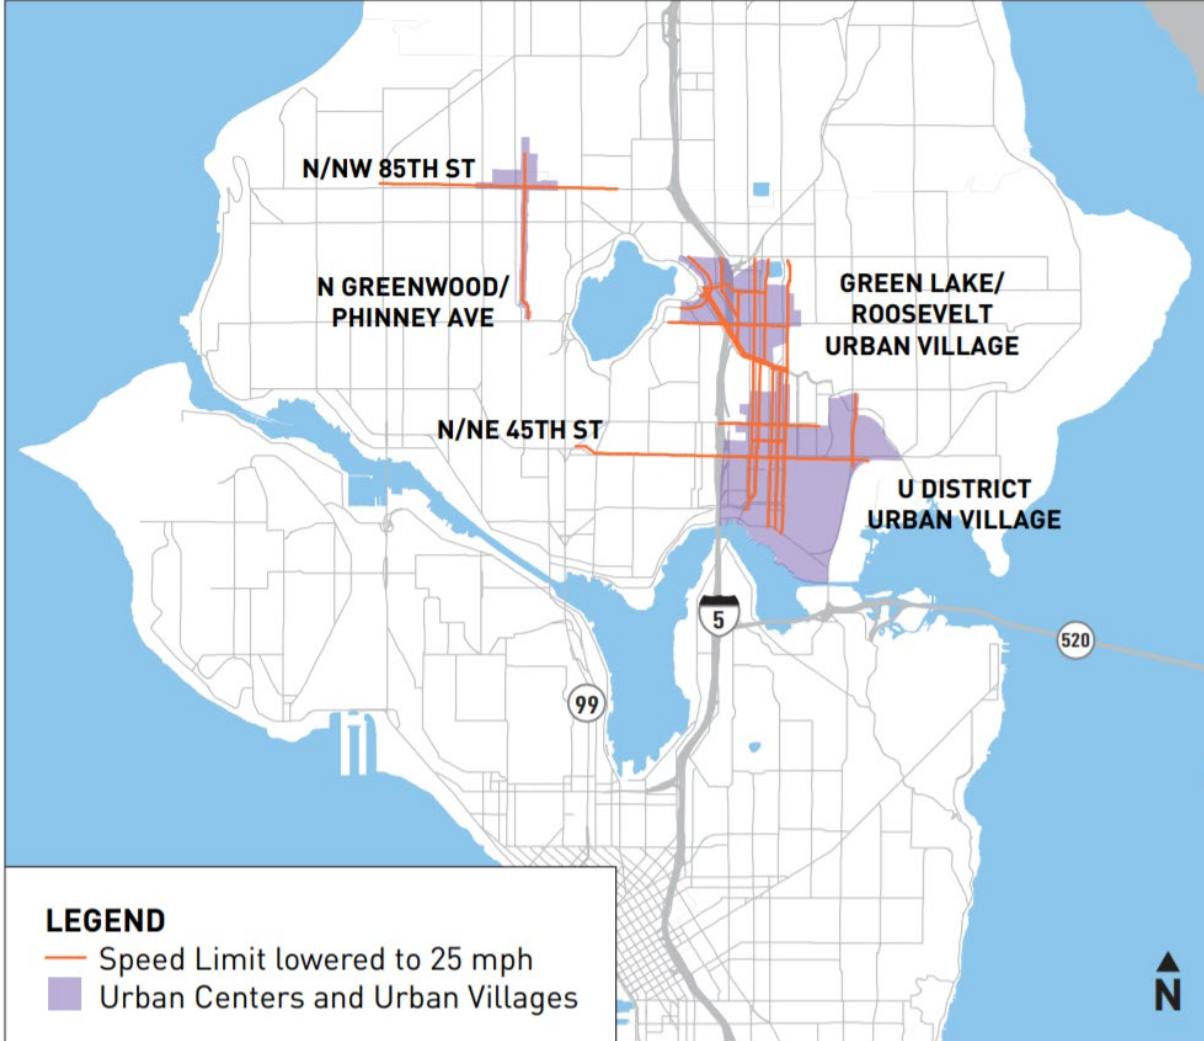 N/NW 85TH ST
N GREENWOOD/
PHINNEY AVE
GREEN LAKE/
ROOSEVELT
URBAN VILLAGE
N/NE 45TH ST
U DISTRICT
URBAN VILLAGE
5
520
99
LEGEND
Speed Limit lowered to 25 mph
Urban Centers and Urban Villages
N